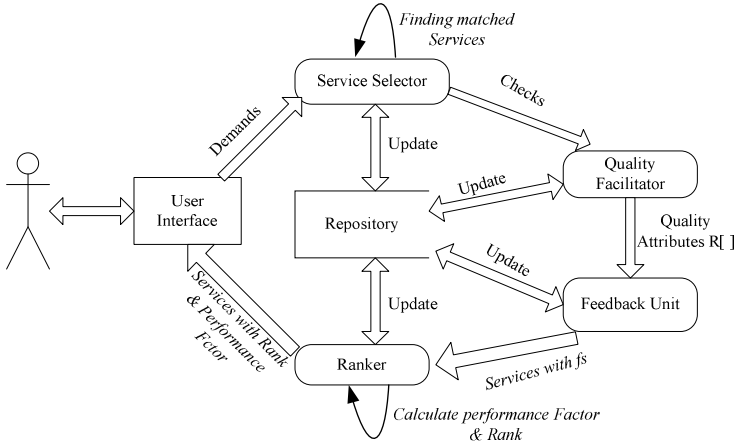 Finding matched
Services
Service Selector
Checks
Demands
Update
Quality
Facilitator
Update
User
Interface
Repository
Quality
Attributes R[ ]
Update
Services with Rank
& Performance
Fctor
Update
Feedback Unit
Ranker
Services with fs
Calculate performance Factor
& Rank